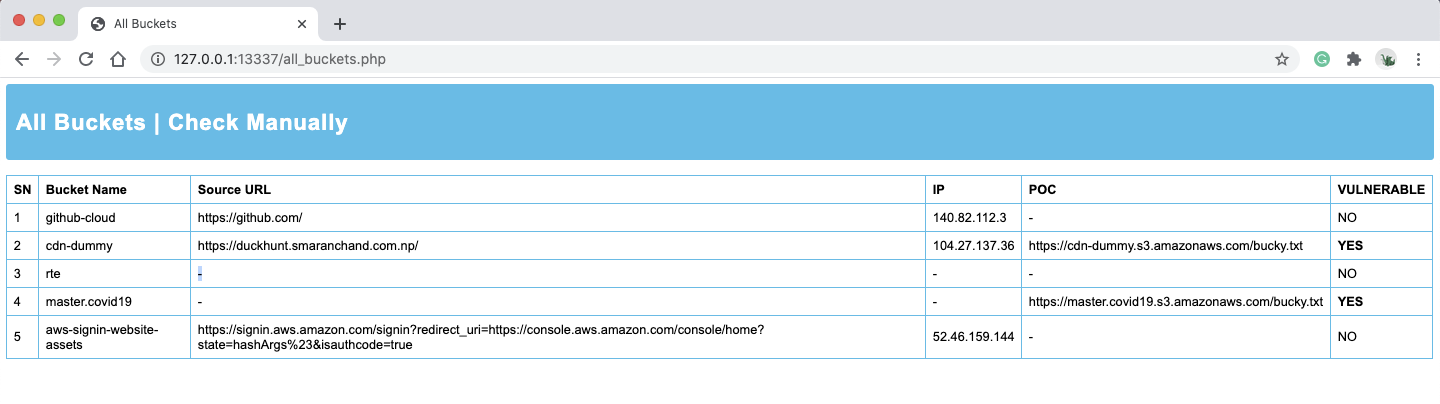 All Buckets
127.0.0.1:13337/all_buckets.php
All Buckets | Check Manually
SN Bucket Name Source URL IP POC VULNERABLE
1 github-cloud https://github.com/ 140.82.112.3 - NO
2 cdn-dummy https://duckhunt.smaranchand.com.np/ 104.27.137.36 https://cdn-dummy.s3.amazonaws.com/bucky.txt YES
3 rte - - - NO
4 master.covid19 - - https://master.covid19.s3.amazonaws.com/bucky.txt YES
5 aws-signin-website-assets https://signin.aws.amazon.com/signin?redirect_uri=https://console.aws.amazon.com/console/home?state=hashArgs%23&isauthcode=true 52.46.159.144 - NO